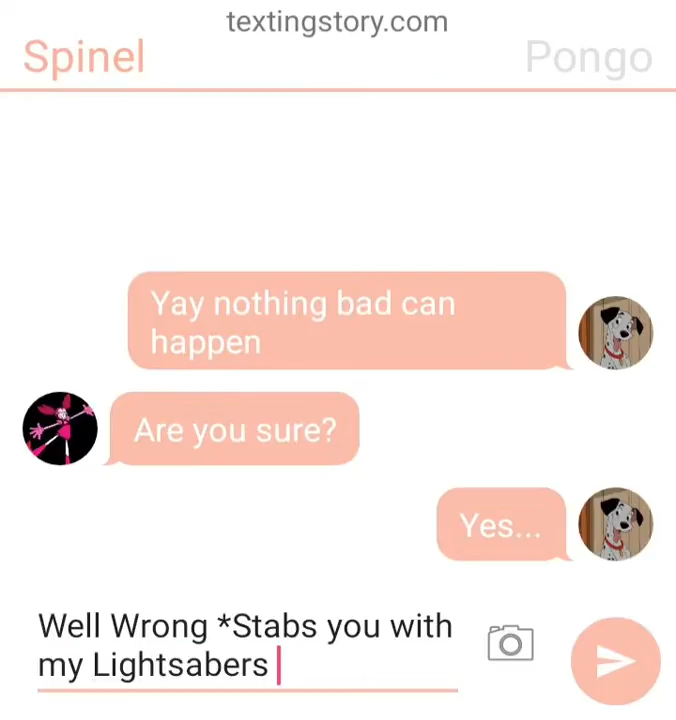 textingstory.com
Spinel
Pongo
Yay nothing bad can
happen
Are you sure?
Yes...
Well Wrong *Stabs you with
my Lightsabers